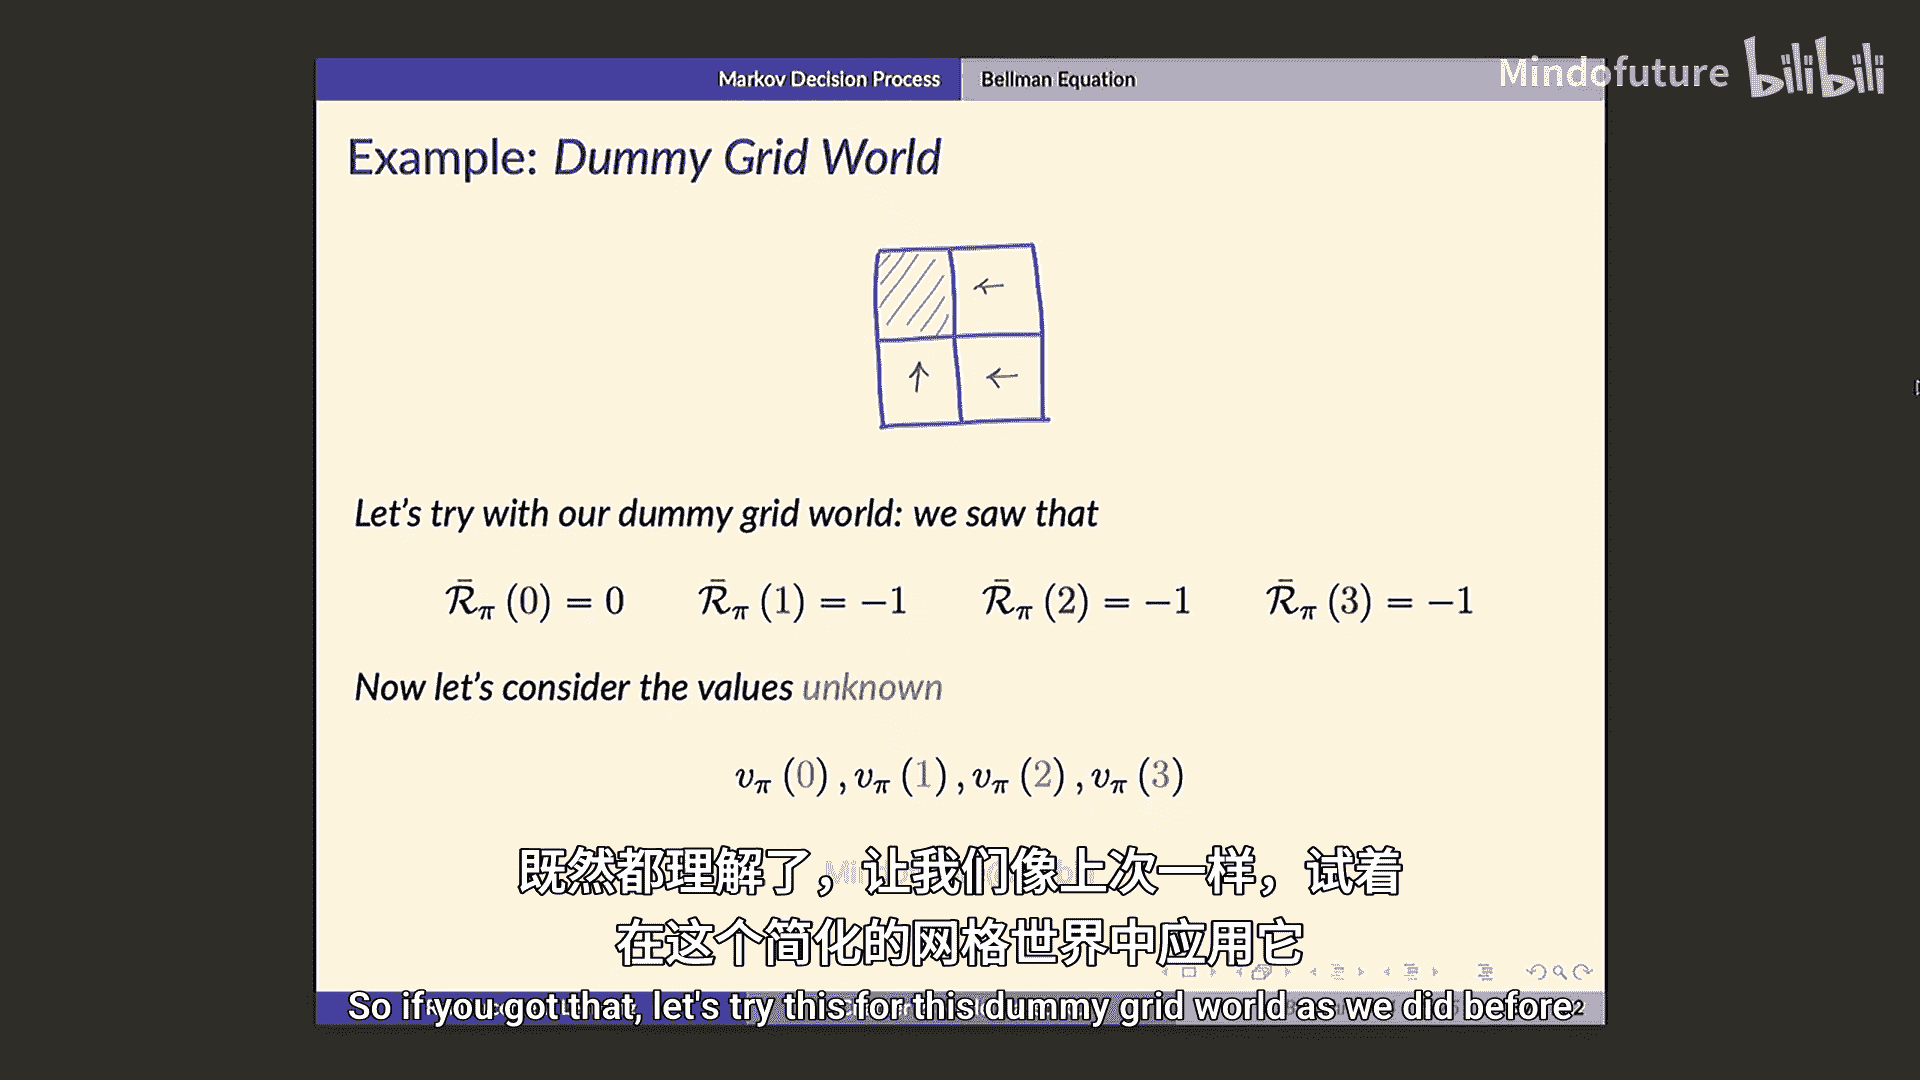 Mindofuture bilibili
Markov Decision Process Bellman Equation
Example: Dummy Grid World
Let's try with our dummy grid world: we saw that
R̄π (0) = 0 R̄π (1) = −1 R̄π (2) = −1 R̄π (3) = −1
Now let's consider the values unknown
vπ (0) , vπ (1) , vπ (2) , vπ (3)
既然都理解了，让我们像上次一样，试着
在这个简化的网格世界中应用它
So if you got that, let's try this for this dummy grid world as we did before